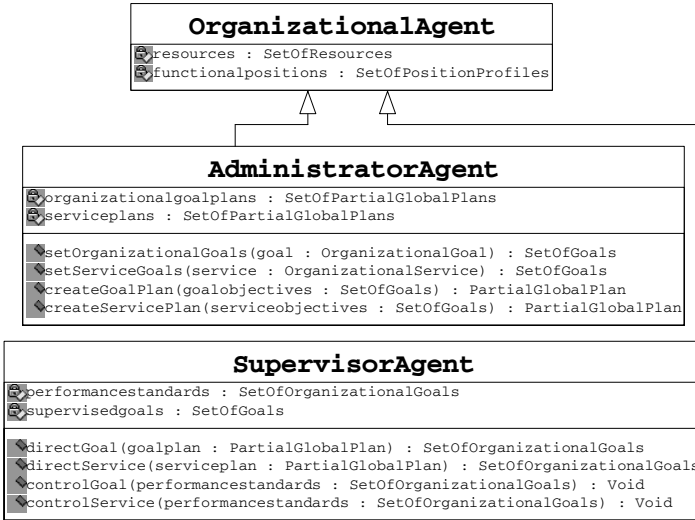 OrganizationalAgent
resources : SetOfResources
functionalpositions : SetOfPositionProfiles
AdministratorAgent
organizationalgoalplans : SetOfPartialGlobalPlans
serviceplans : SetOfPartialGlobalPlans
setOrganizationalGoals(goal : OrganizationalGoal) : SetOfGoals
setServiceGoals(service : OrganizationalService) : SetOfGoals
createGoalPlan(goalobjectives : SetOfGoals) : PartialGlobalPlan
createServicePlan(serviceobjectives : SetOfGoals) : PartialGlobalPlan
SupervisorAgent
performancestandards : SetOfOrganizationalGoals
supervisedgoals : SetOfGoals
directGoal(goalplan : PartialGlobalPlan) : SetOfOrganizationalGoals
directService(serviceplan : PartialGlobalPlan) : SetOfOrganizationalGoals
controlGoal(performancestandards : SetOfOrganizationalGoals) : Void
controlService(performancestandards : SetOfOrganizationalGoals) : Void